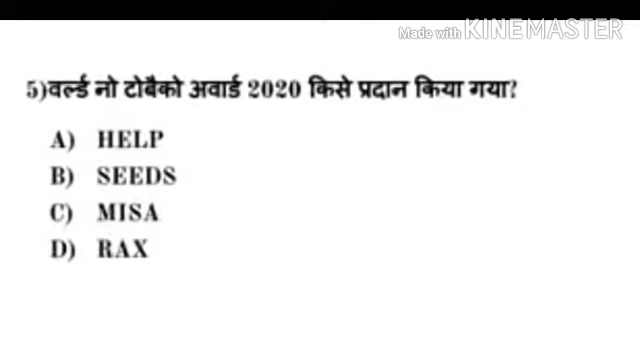 Made with KINEMASTER
5)वर्ल्ड नो टोबैको अवार्ड 2020 किसे प्रदान किया गया?
A) HELP
B) SEEDS
C) MISA
D) RAX